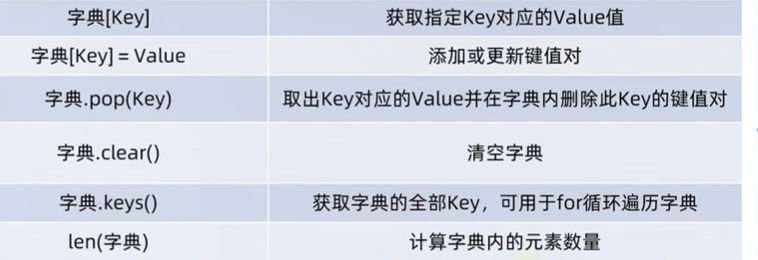 字典[Key] 获取指定Key对应的Value值
字典[Key] = Value 添加或更新键值对
字典.pop(Key) 取出Key对应的Value并在字典内删除此Key的键值对
字典.clear() 清空字典
字典.keys() 获取字典的全部Key，可用于for循环遍历字典
len(字典) 计算字典内的元素数量